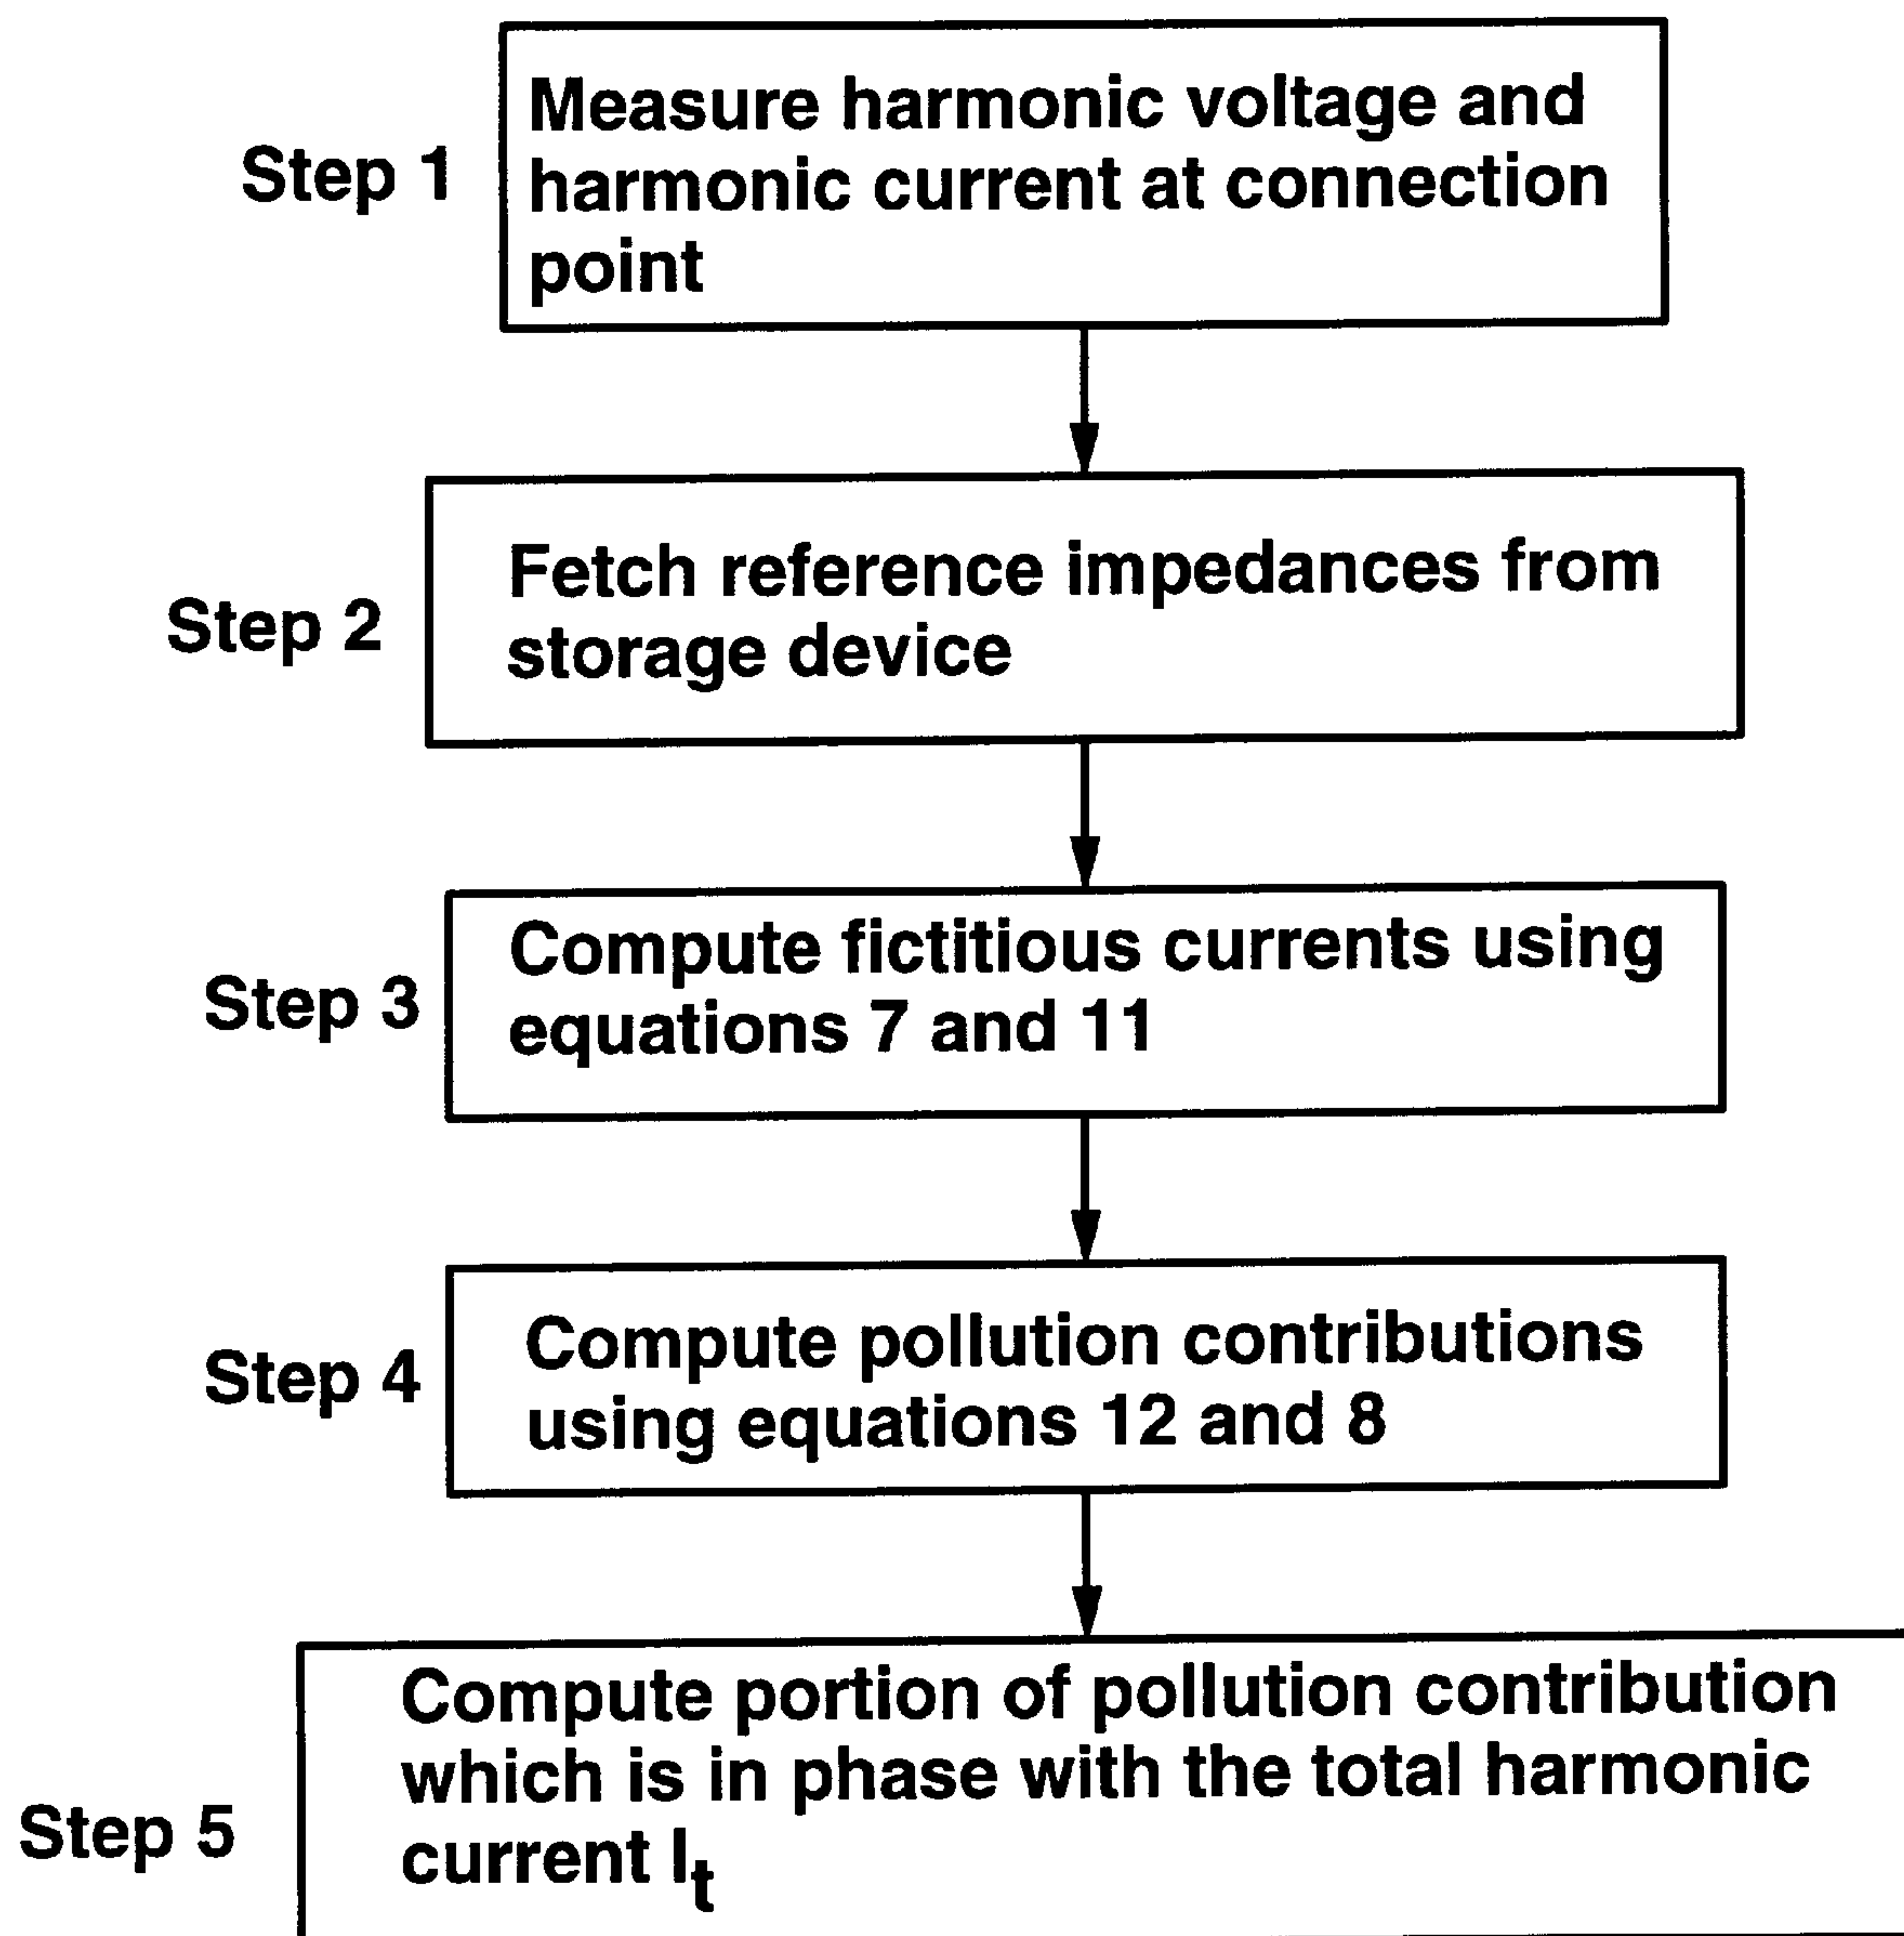 Step 1
Measure harmonic voltage and
harmonic current at connection
point
Step 2
Fetch reference impedances from
storage device
Step 3
Compute fictitious currents using
equations 7 and 11
Step 4
Compute pollution contributions
using equations 12 and 8
Step 5
Compute portion of pollution contribution
which is in phase with the total harmonic
current It